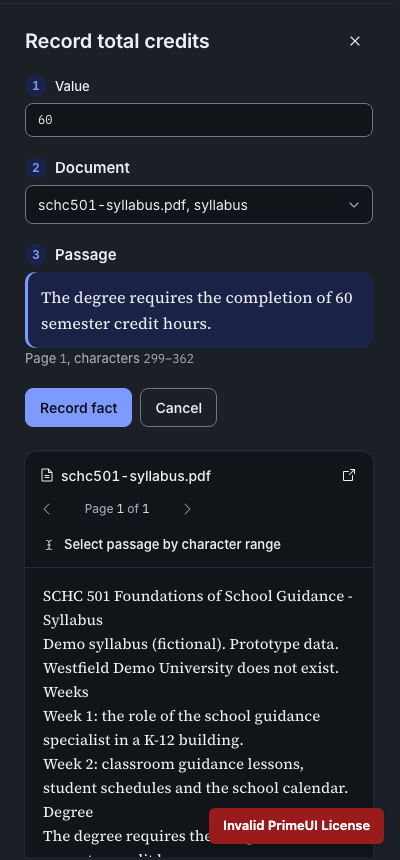 Record total credits
1 Value
60
2 Document
schc501-syllabus.pdf, syllabus
3 Passage
The degree requires the completion of 60
semester credit hours.
Page 1, characters 299–362
Record fact
Cancel
schc501-syllabus.pdf
Page 1 of 1
Select passage by character range
SCHC 501 Foundations of School Guidance -
Syllabus
Demo syllabus (fictional). Prototype data.
Westfield Demo University does not exist.
Weeks
Week 1: the role of the school guidance
specialist in a K-12 building.
Week 2: classroom guidance lessons,
student schedules and the school calendar.
Degree
The degree requires the
Invalid PrimeUI License